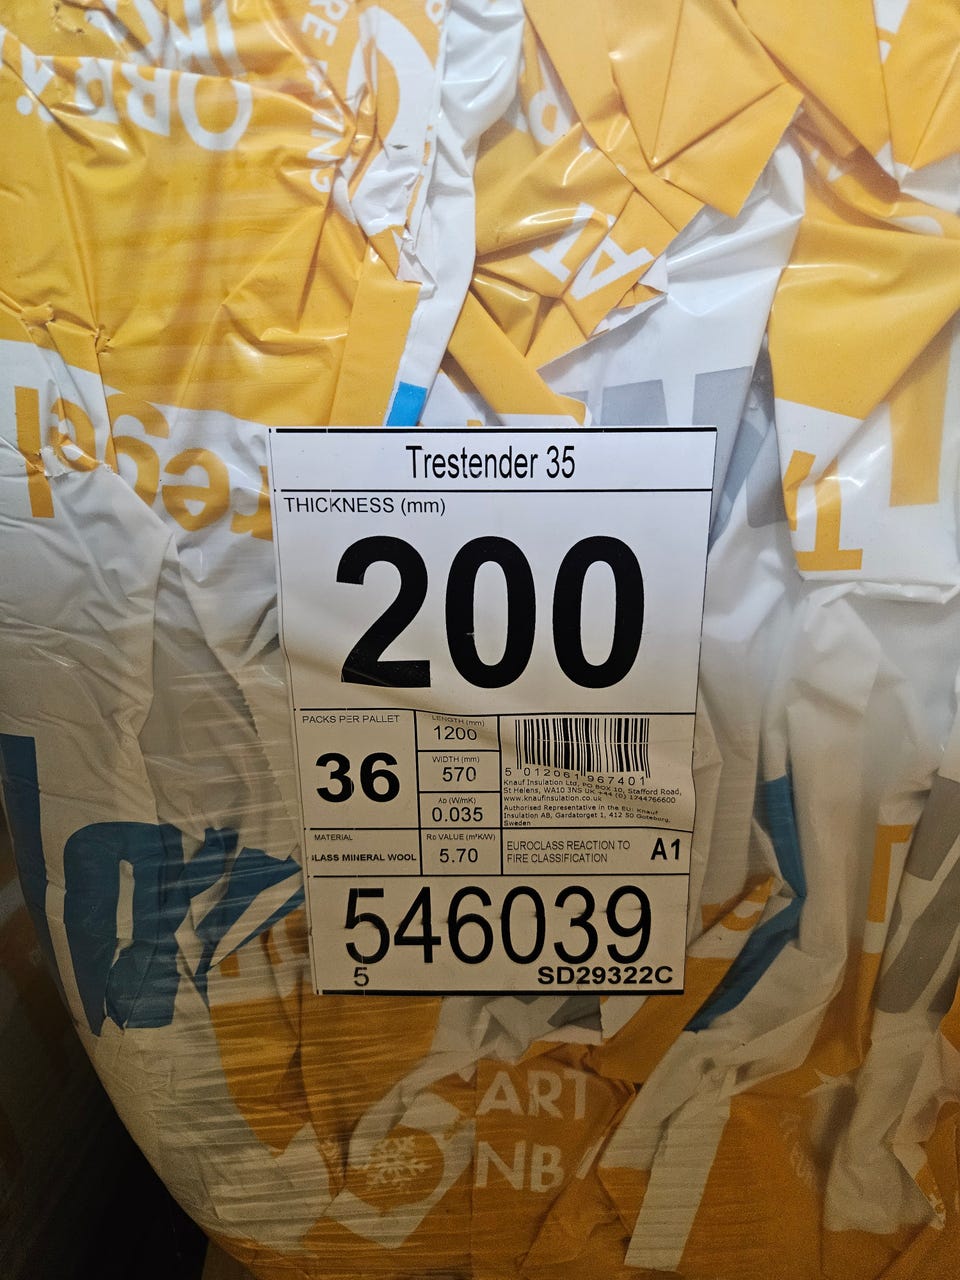 Trestender 35
THICKNESS (mm)
200
PACKS PER PALLET
36
LENGTH (mm)
1200
WIDTH (mm)
570
λD (W/mK)
0.035
5 012061 967401
Knauf Insulation Ltd, PO BOX 10, Stafford Road,
St Helens, WA10 3NS UK +44 (0) 1744766600
www.knaufinsulation.co.uk
Authorised Representative in the EU: Knauf
Insulation AB, Gardatorget 1, 412 50 Goteborg,
Sweden
MATERIAL
GLASS MINERAL WOOL
RD VALUE (m²K/W)
5.70
EUROCLASS REACTION TO
FIRE CLASSIFICATION
A1
546039
5
SD29322C
ART
NB